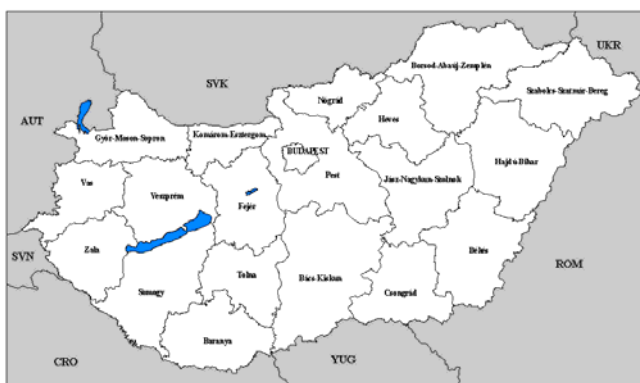 UKR
Borsod-Abaúj-Zemplén
SVK
Szabolcs-Szatmár-Bereg
Nógrád
AUT
Heves
Győr-Moson-Sopron
Komárom-Esztergom
BUDAPEST
Hajdú-Bihar
Pest
Jász-Nagykun-Szolnok
Vas
Veszprém
Fejér
Zala
Békés
SVN
ROM
Tolna
Bács-Kiskun
Somogy
Csongrád
Baranya
CRO
YUG